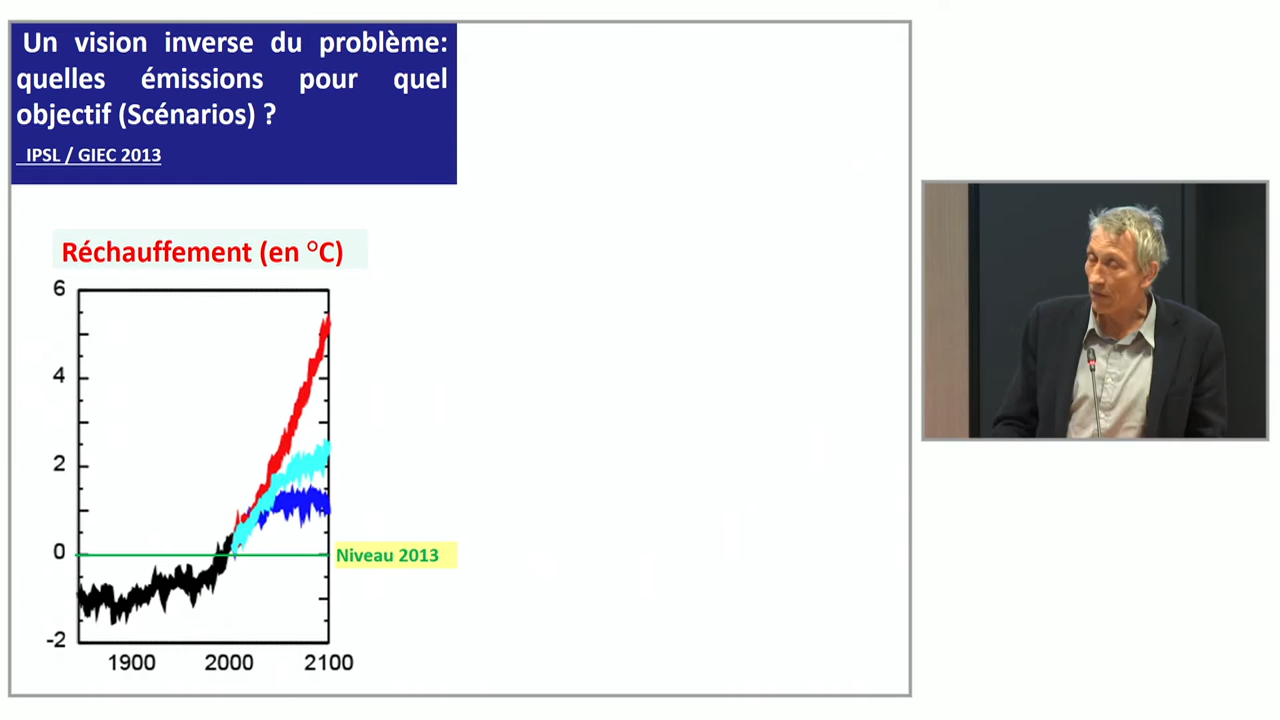 Un vision inverse du problème:
quelles émissions pour quel
objectif (Scénarios) ?
IPSL / GIEC 2013
Réchauffement (en °C)
6
4
2
0
-2
Niveau 2013
1900 2000 2100